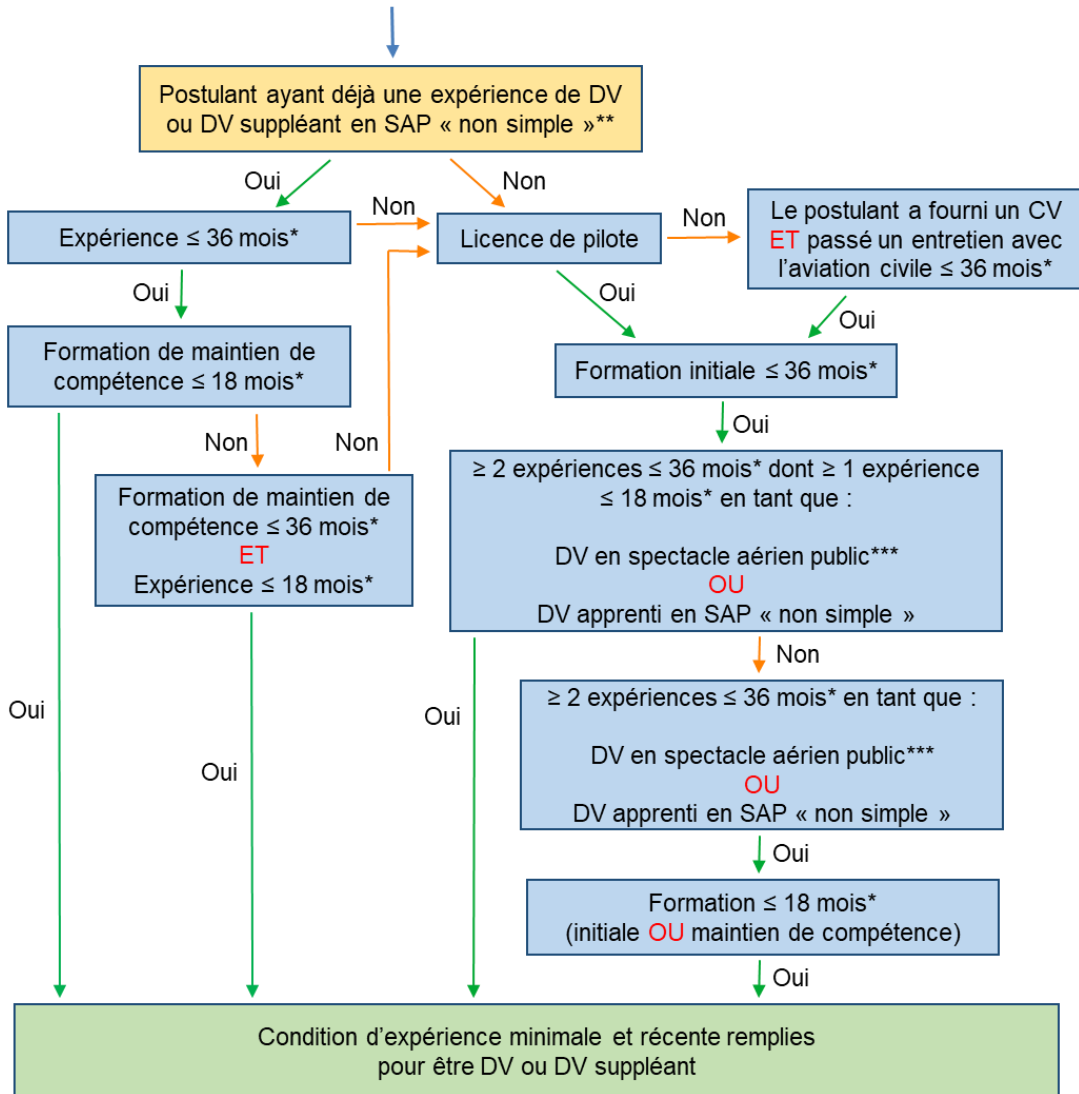 Postulant ayant déjà une expérience de DV
ou DV suppléant en SAP « non simple »**
Oui
Non
Expérience ≤ 36 mois*
Non
Licence de pilote
Non
Le postulant a fourni un CV
ET passé un entretien avec
l'aviation civile ≤ 36 mois*
Oui
Oui
Oui
Formation de maintien de
compétence ≤ 18 mois*
Formation initiale ≤ 36 mois*
Non
Non
Oui
Formation de maintien de
compétence ≤ 36 mois*
ET
Expérience ≤ 18 mois*
≥ 2 expériences ≤ 36 mois* dont ≥ 1 expérience
≤ 18 mois* en tant que :
DV en spectacle aérien public***
OU
DV apprenti en SAP « non simple »
Non
≥ 2 expériences ≤ 36 mois* en tant que :
DV en spectacle aérien public***
OU
DV apprenti en SAP « non simple »
Oui
Oui
Oui
Oui
Formation ≤ 18 mois*
(initiale OU maintien de compétence)
Oui
Condition d'expérience minimale et récente remplies
pour être DV ou DV suppléant